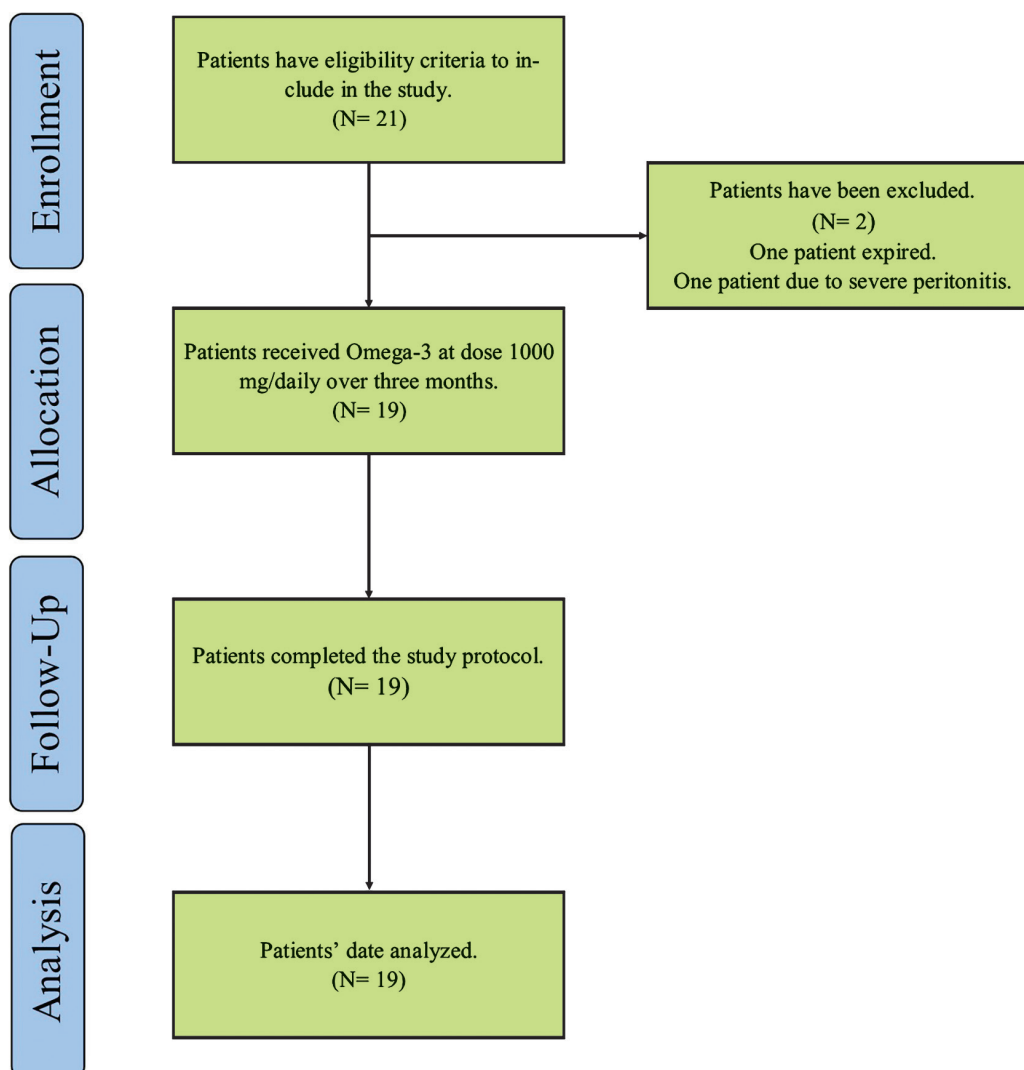 Enrollment
Patients have eligibility criteria to in-
clude in the study.
(N= 21)
Patients have been excluded.
(N= 2)
One patient expired.
One patient due to severe peritonitis.
Allocation
Patients received Omega-3 at dose 1000
mg/daily over three months.
(N= 19)
Follow-Up
Patients completed the study protocol.
(N= 19)
Analysis
Patients’ date analyzed.
(N= 19)